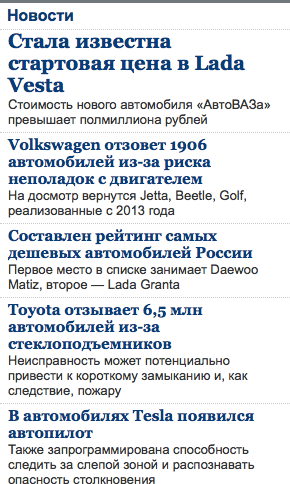 Новости
Стала известна
стартовая цена в Lada
Vesta
Стоимость нового автомобиля «АвтоВАЗа»
превышает полмиллиона рублей
Volkswagen отзовет 1906
автомобилей из-за риска
неполадок с двигателем
На досмотр вернутся Jetta, Beetle, Golf,
реализованные с 2013 года
Составлен рейтинг самых
дешевых автомобилей России
Первое место в списке занимает Daewoo
Matiz, второе — Lada Granta
Toyota отзывает 6,5 млн
автомобилей из-за
стеклоподъемников
Неисправность может потенциально
привести к короткому замыканию и, как
следствие, пожару
В автомобилях Tesla появился
автопилот
Также запрограммирована способность
следить за слепой зоной и распознавать
опасность столкновения